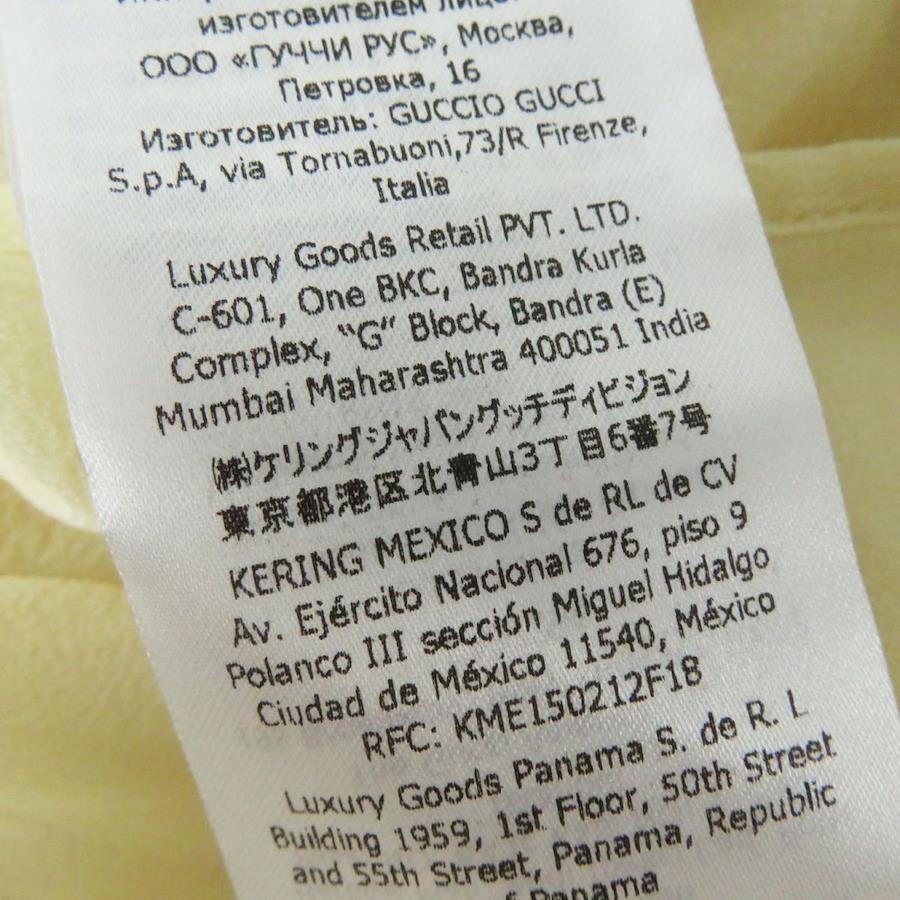 изготовителем
ООО «ГУЧЧИ РУС», Москва,
Петровка, 16
Изготовитель: GUCCIO GUCCI
S.p.A, via Tornabuoni,73/R Firenze,
Italia
Luxury Goods Retail PVT. LTD.
C-601, One BKC, Bandra Kurla
Complex, "G" Block, Bandra (E)
Mumbai Maharashtra 400051 India
(株)ケリングジャパングッチディビジョン
東京都港区北青山3丁目6番7号
KERING MEXICO S de RL de CV
Av. Ejército Nacional 676, piso 9
Polanco III sección Miguel Hidalgo
Ciudad de México 11540, México
RFC: KME150212F18
Luxury Goods Panama S. de R. L
Building 1959, 1st Floor, 50th Street
and 55th Street, Panama, Republic
of Panama